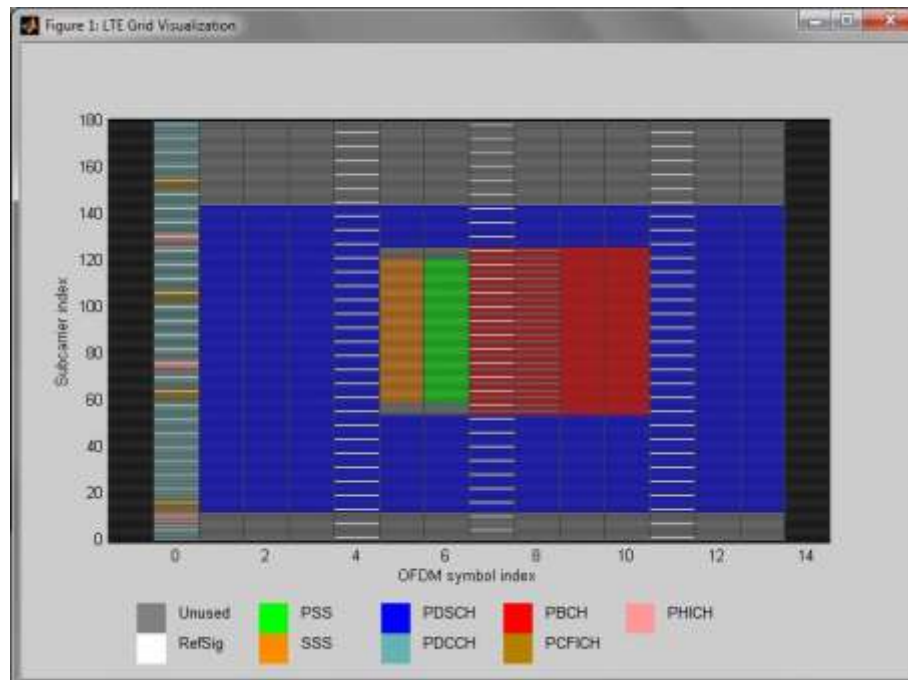 Figure 1: LTE Grid Visualization
180
160
140
120
100
80
60
40
20
0
Subcarrier index
0 2 4 6 8 10 12 14
OFDM symbol index
Unused PSS PDSCH PBCH PHICH
RefSig SSS PDCCH PCFICH